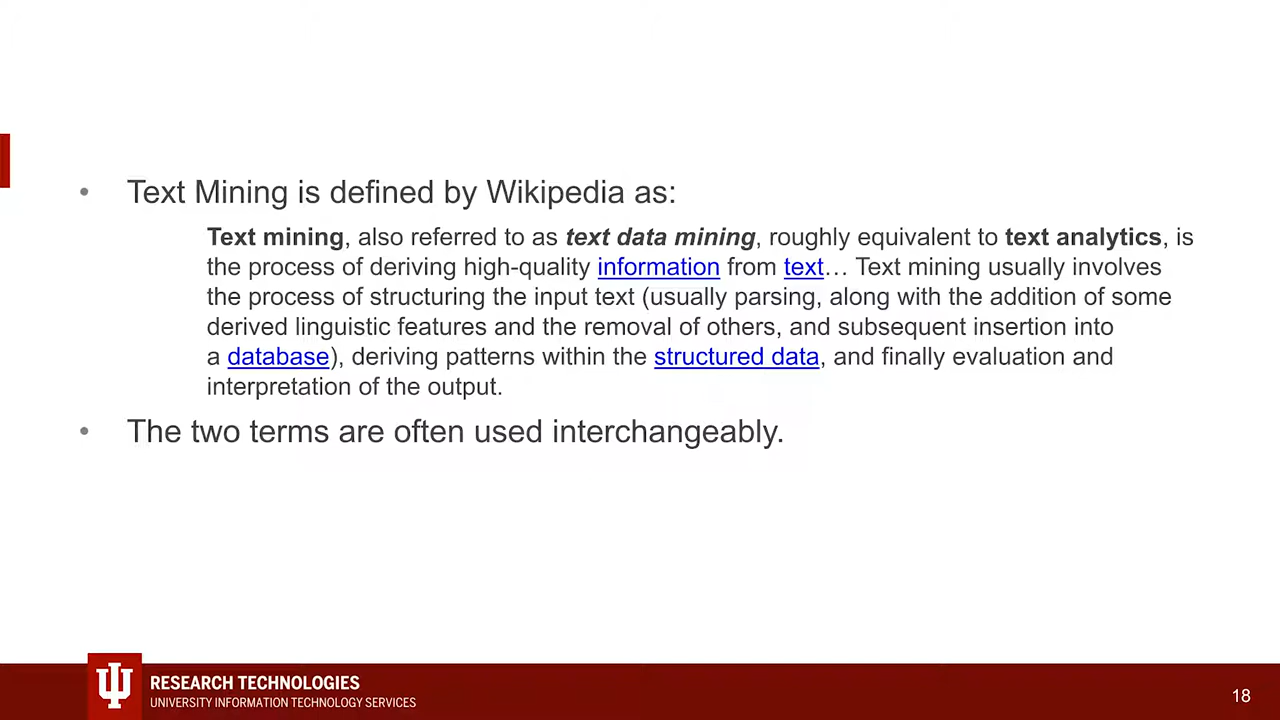 • Text Mining is defined by Wikipedia as:
Text mining, also referred to as text data mining, roughly equivalent to text analytics, is
the process of deriving high-quality information from text… Text mining usually involves
the process of structuring the input text (usually parsing, along with the addition of some
derived linguistic features and the removal of others, and subsequent insertion into
a database), deriving patterns within the structured data, and finally evaluation and
interpretation of the output.
• The two terms are often used interchangeably.
RESEARCH TECHNOLOGIES
UNIVERSITY INFORMATION TECHNOLOGY SERVICES
18